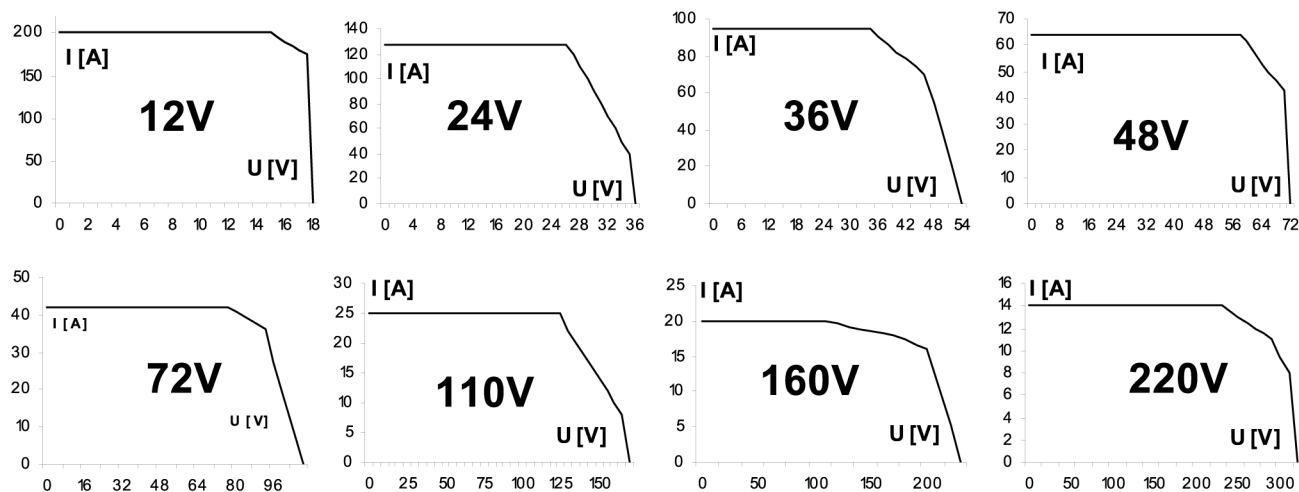 200
I [A]
150
12V
100
50
U [V]
0
0 2 4 6 8 10 12 14 16 18
140
120
I [A]
100
24V
80
60
40
20
U [V]
0
0 4 8 12 16 20 24 28 32 36
100
I [A]
80
36V
60
40
20
U [V]
0
0 6 12 18 24 30 36 42 48 54
70
60
I [A]
50
48V
40
30
20
10
U [V]
0
0 8 16 24 32 40 48 56 64 72
50
40
I [A]
30
72V
20
U [V]
10
0
0 16 32 48 64 80 96
30
I [A]
25
20
110V
15
10
5
U [V]
0
0 25 50 75 100 125 150
25
I [A]
20
15
160V
10
5
U [V]
0
0 50 100 150 200
16
I [A]
14
12
10
220V
8
6
4
2
U [V]
0
0 50 100 150 200 250 300